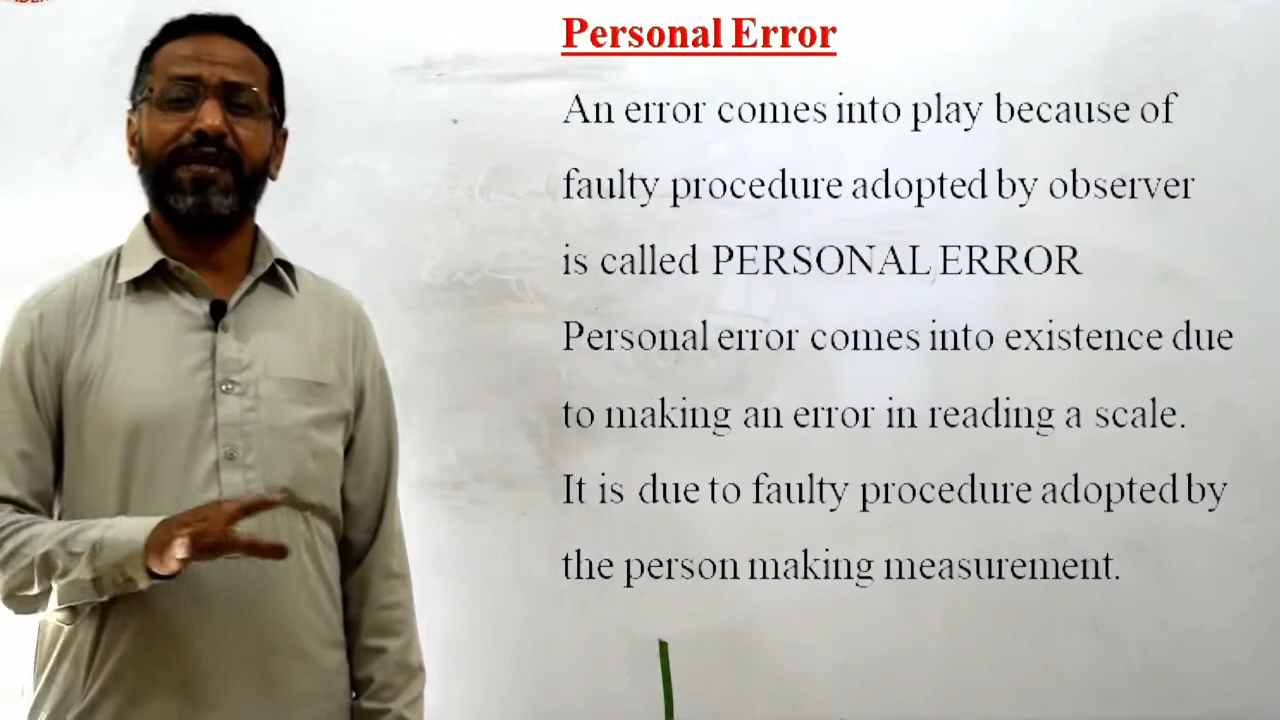 Personal Error
An error comes into play because of
faulty procedure adopted by observer
is called PERSONAL ERROR
Personal error comes into existence due
to making an error in reading a scale.
It is due to faulty procedure adopted by
the person making measurement.